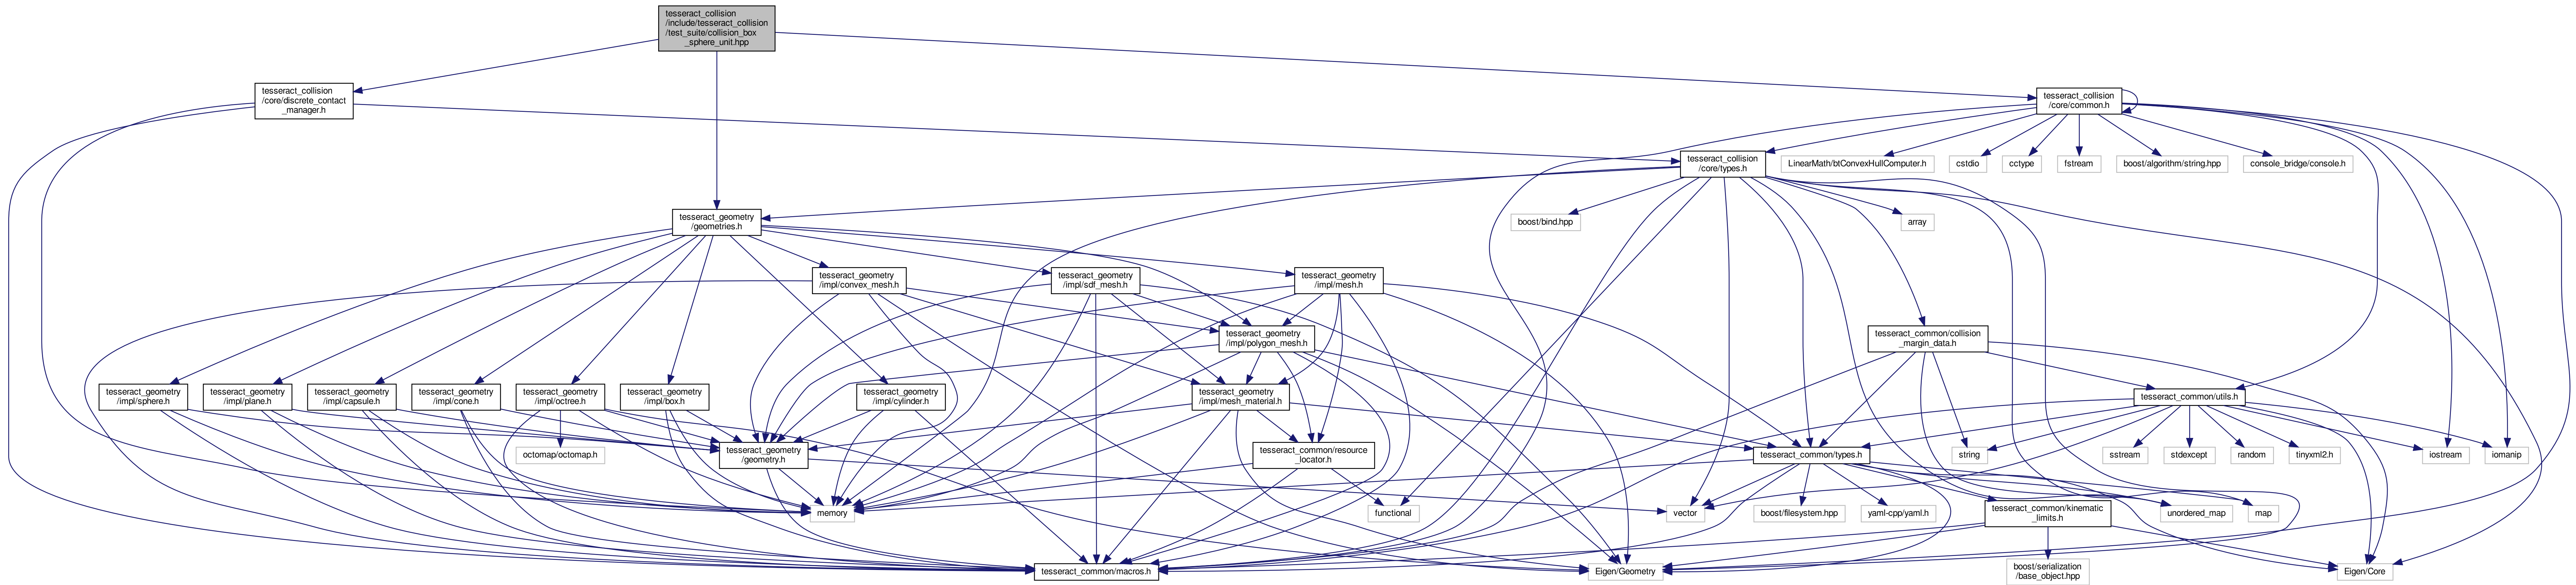 tesseract_collision
/include/tesseract_collision
/test_suite/collision_box
_sphere_unit.hpp
tesseract_collision
/core/discrete_contact
_manager.h
tesseract_collision
/core/common.h
tesseract_collision
/core/types.h
LinearMath/btConvexHullComputer.h
cstdio
cctype
fstream
boost/algorithm/string.hpp
console_bridge/console.h
tesseract_geometry
/geometries.h
boost/bind.hpp
array
tesseract_geometry
/impl/convex_mesh.h
tesseract_geometry
/impl/sdf_mesh.h
tesseract_geometry
/impl/mesh.h
tesseract_geometry
/impl/polygon_mesh.h
tesseract_common/collision
_margin_data.h
tesseract_geometry
/impl/sphere.h
tesseract_geometry
/impl/plane.h
tesseract_geometry
/impl/capsule.h
tesseract_geometry
/impl/cone.h
tesseract_geometry
/impl/octree.h
tesseract_geometry
/impl/box.h
tesseract_geometry
/impl/cylinder.h
tesseract_geometry
/impl/mesh_material.h
tesseract_common/utils.h
octomap/octomap.h
tesseract_geometry
/geometry.h
tesseract_common/resource
_locator.h
tesseract_common/types.h
string
sstream
stdexcept
random
tinyxml2.h
iostream
iomanip
memory
functional
vector
boost/filesystem.hpp
yaml-cpp/yaml.h
tesseract_common/kinematic
_limits.h
unordered_map
map
tesseract_common/macros.h
Eigen/Geometry
boost/serialization
/base_object.hpp
Eigen/Core